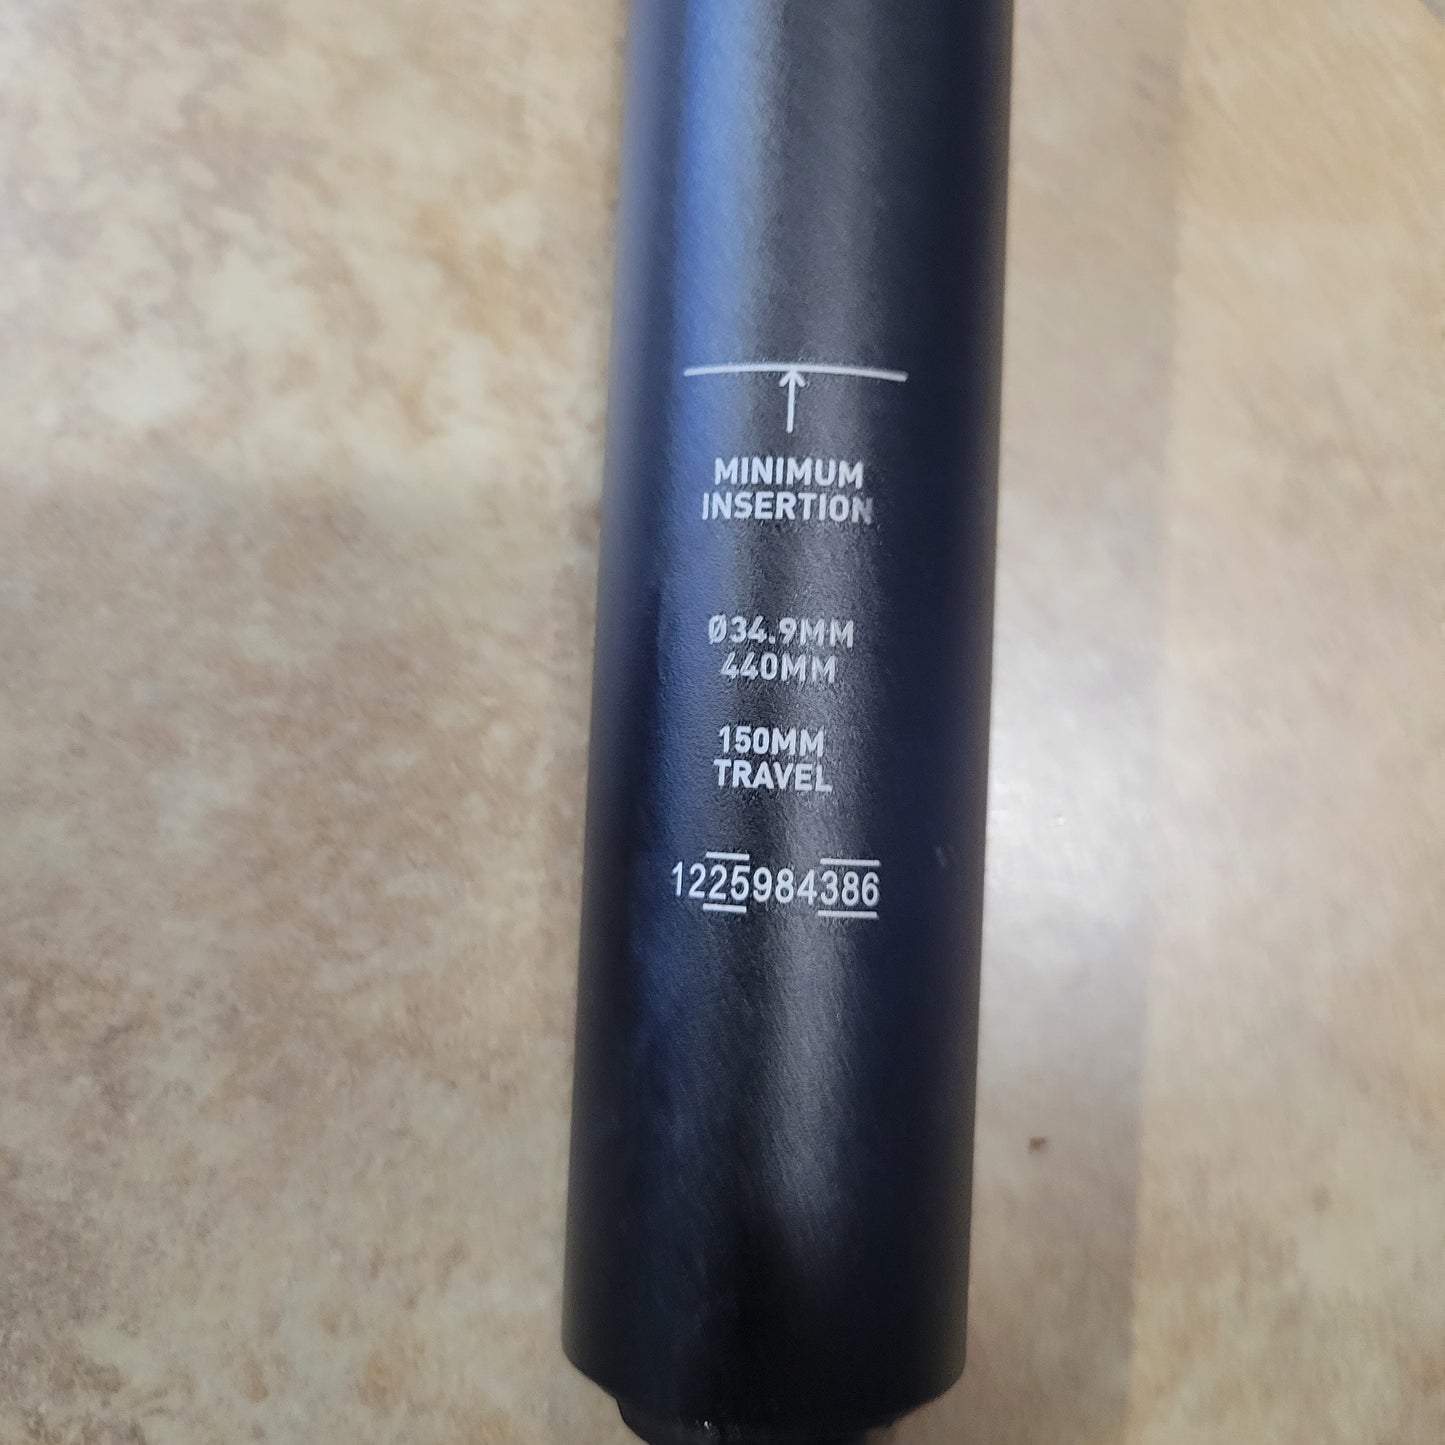 MINIMUM
INSERTION
Ø34.9MM
440MM
150MM
TRAVEL
1225984386